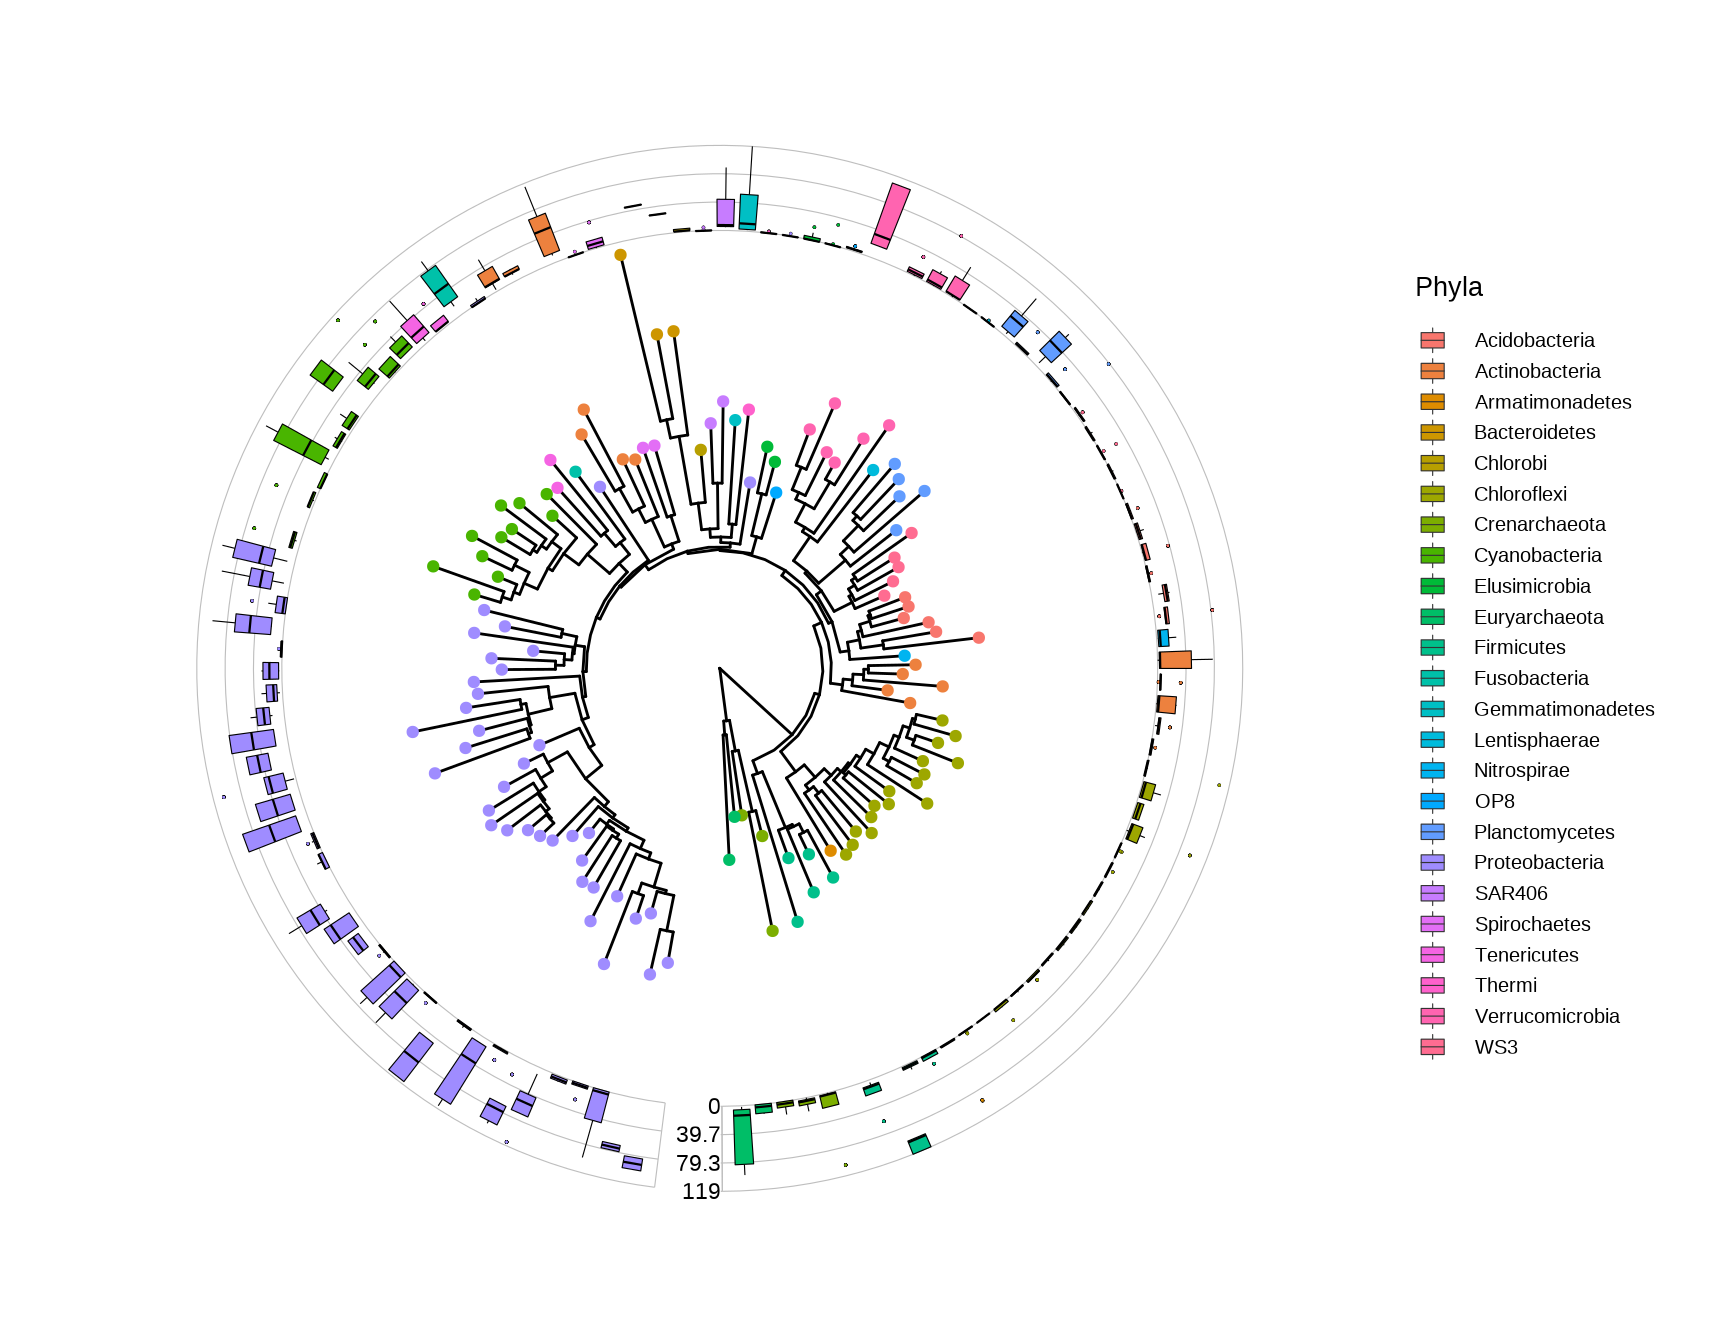 Phyla
Acidobacteria
Actinobacteria
Armatimonadetes
Bacteroidetes
Chlorobi
Chloroflexi
Crenarchaeota
Cyanobacteria
Elusimicrobia
Euryarchaeota
Firmicutes
Fusobacteria
Gemmatimonadetes
Lentisphaerae
Nitrospirae
OP8
Planctomycetes
Proteobacteria
SAR406
Spirochaetes
Tenericutes
Thermi
Verrucomicrobia
WS3
0
39.7
79.3
119